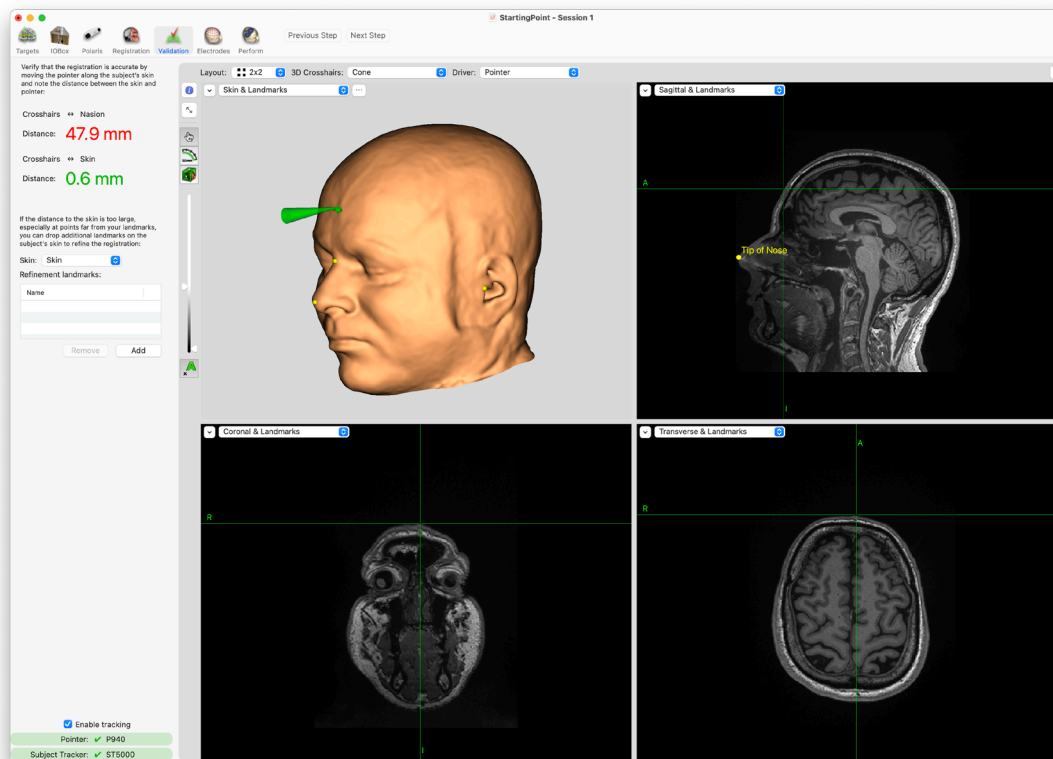 StartingPoint - Session 1
Targets
IOBox
Polaris
Registration
Validation
Electrodes
Perform
Previous Step
Next Step
Verify that the registration is accurate by
moving the pointer along the subject's skin
and note the distance between the skin and
pointer:
Crosshairs ⇔ Nasion
Distance: 47.9 mm
Crosshairs ⇔ Skin
Distance: 0.6 mm
If the distance to the skin is too large,
especially at points far from your landmarks,
you can drop additional landmarks on the
subject's skin to refine the registration:
Skin: Skin
Refinement landmarks:
Name
Remove
Add
Enable tracking
Pointer: ✔ P940
Subject Tracker: ✔ ST5000
Layout: 2x2
3D Crosshairs: Cone
Driver: Pointer
Skin & Landmarks
Sagittal & Landmarks
A
Tip of Nose
I
Coronal & Landmarks
R
I
Transverse & Landmarks
A
R